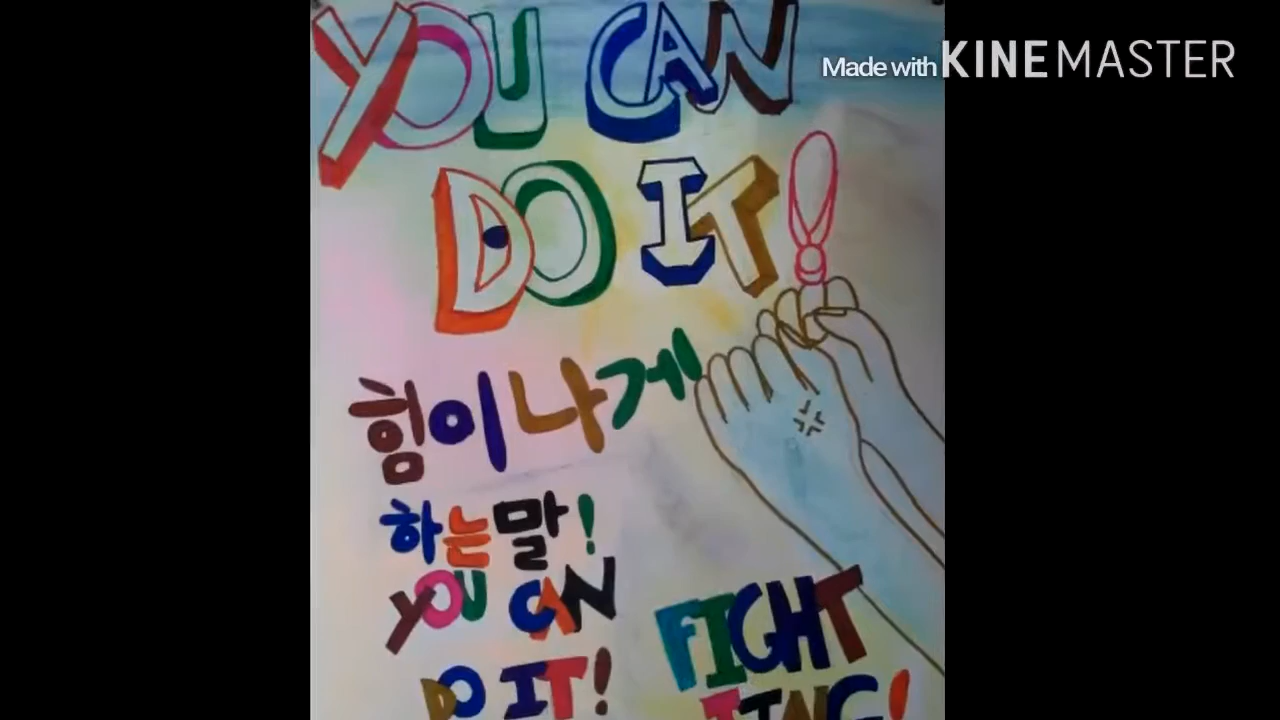 YOU CAN
Made with KINEMASTER
DO IT!
힘이나게
하는말!
YOU CAN
DO IT!
FIGHT
ING!